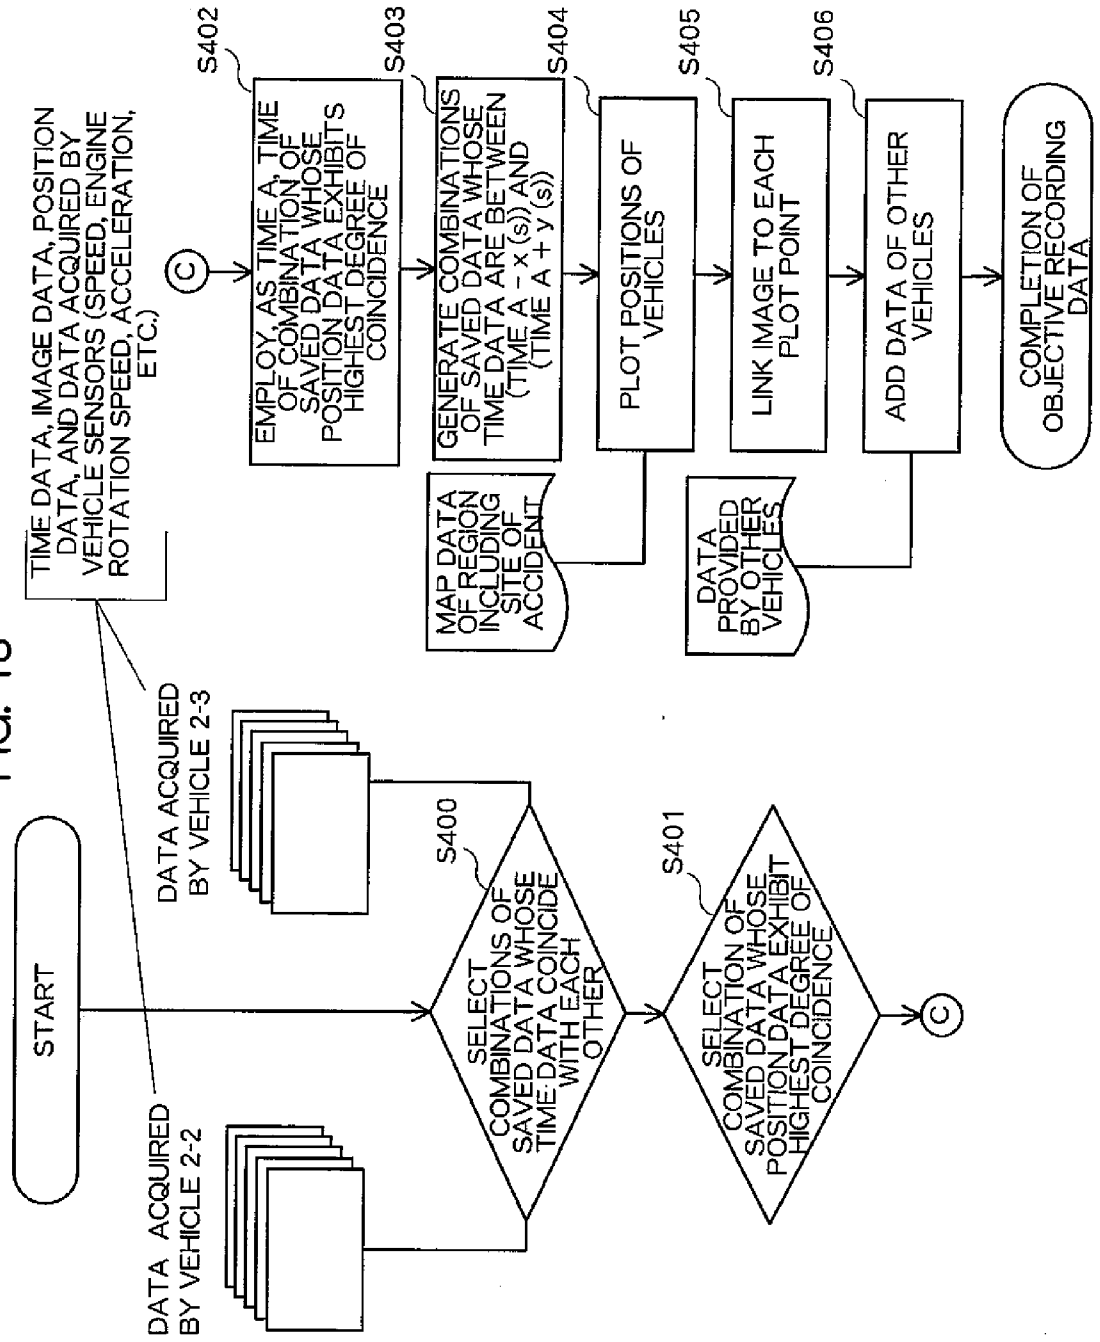 START
DATA ACQUIRED
BY VEHICLE 2-2
DATA ACQUIRED
BY VEHICLE 2-3
TIME DATA, IMAGE DATA, POSITION
DATA, AND DATA ACQUIRED BY
VEHICLE SENSORS (SPEED, ENGINE
ROTATION SPEED, ACCELERATION,
ETC.)
S400
SELECT
COMBINATIONS OF
SAVED DATA WHOSE
TIME DATA COINCIDE
WITH EACH
OTHER
S401
SELECT
COMBINATION OF
SAVED DATA WHOSE
POSITION DATA EXHIBIT
HIGHEST DEGREE OF
COINCIDENCE
C
C
S402
EMPLOY, AS TIME A, TIME
OF COMBINATION OF
SAVED DATA WHOSE
POSITION DATA EXHIBITS
HIGHEST DEGREE OF
COINCIDENCE
S403
GENERATE COMBINATIONS
OF SAVED DATA WHOSE
TIME DATA ARE BETWEEN
(TIME A - x (s)) AND
(TIME A + y (s))
MAP DATA
OF REGION
INCLUDING
SITE OF
ACCIDENT
S404
PLOT POSITIONS OF
VEHICLES
S405
LINK IMAGE TO EACH
PLOT POINT
DATA
PROVIDED
BY OTHER
VEHICLES
S406
ADD DATA OF OTHER
VEHICLES
COMPLETION OF
OBJECTIVE RECORDING
DATA